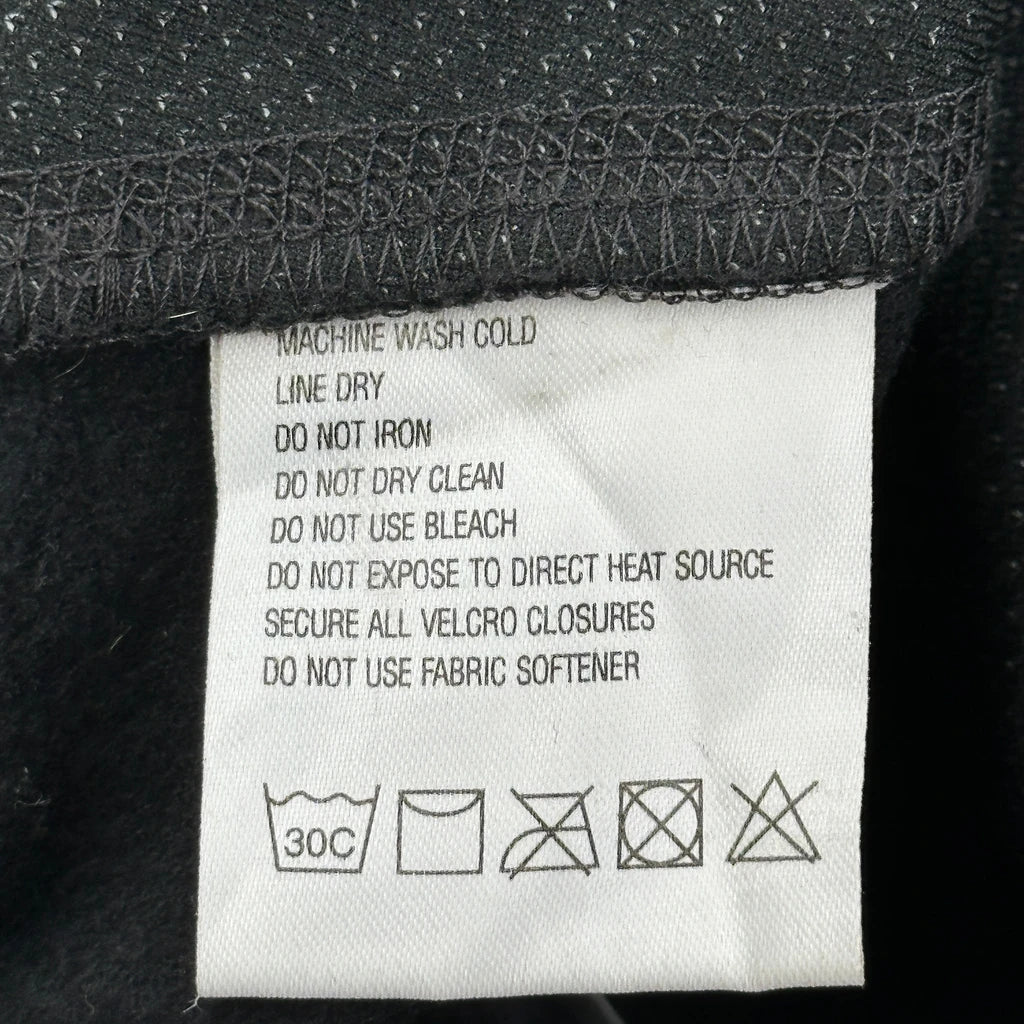 MACHINE WASH COLD
LINE DRY
DO NOT IRON
DO NOT DRY CLEAN
DO NOT USE BLEACH
DO NOT EXPOSE TO DIRECT HEAT SOURCE
SECURE ALL VELCRO CLOSURES
DO NOT USE FABRIC SOFTENER
30C